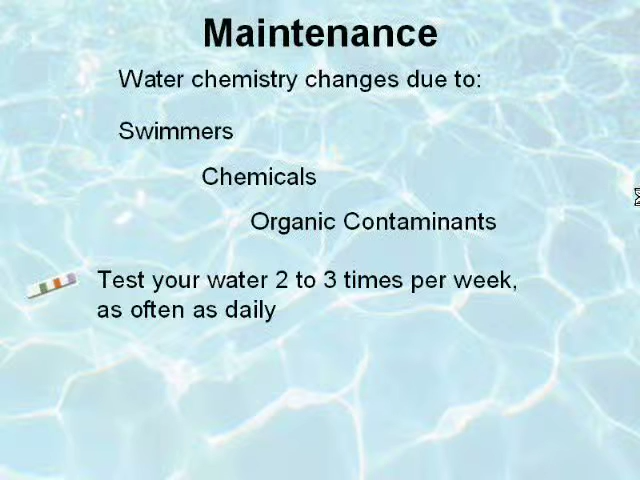 Maintenance
Water chemistry changes due to:
Swimmers
Chemicals
Organic Contaminants
Test your water 2 to 3 times per week,
as often as daily